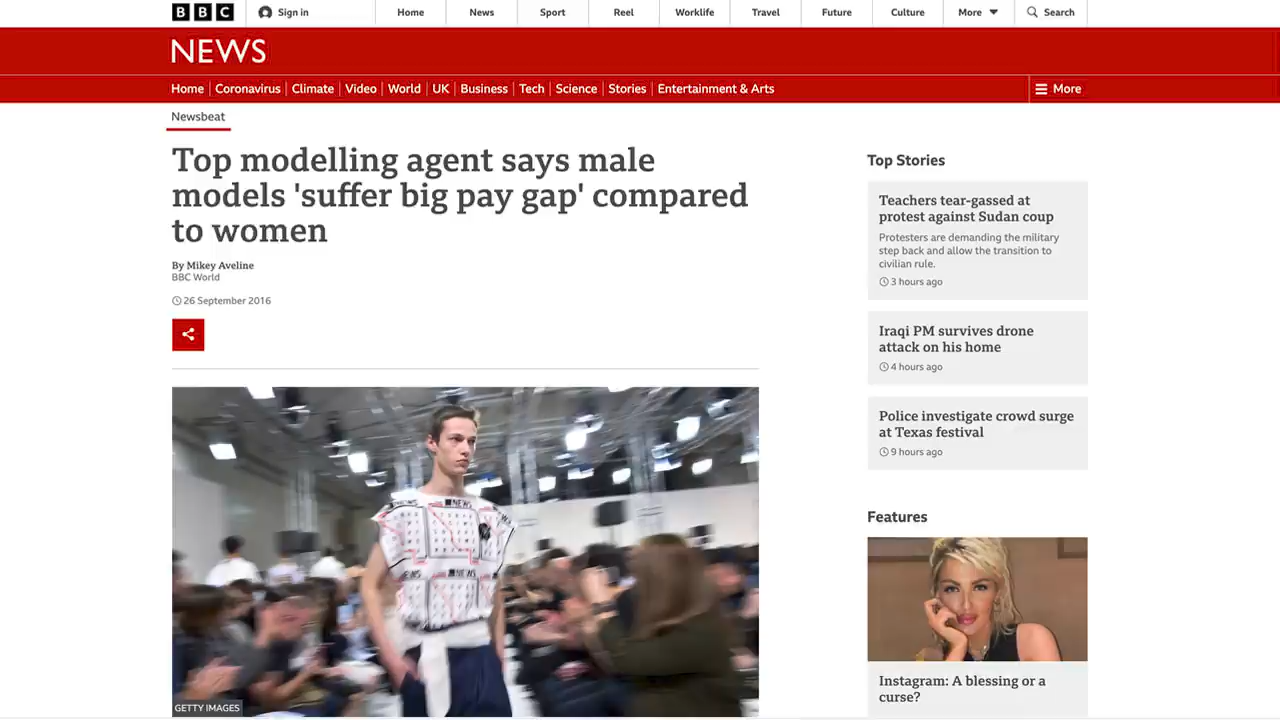 BBC
Sign in
Home
News
Sport
Reel
Worklife
Travel
Future
Culture
More
Search
NEWS
Home
Coronavirus
Climate
Video
World
UK
Business
Tech
Science
Stories
Entertainment & Arts
More
Newsbeat
Top modelling agent says male
models 'suffer big pay gap' compared
to women
By Mikey Aveline
BBC World
26 September 2016
NEWS
NEWS
GETTY IMAGES
Top Stories
Teachers tear-gassed at
protest against Sudan coup
Protesters are demanding the military
step back and allow the transition to
civilian rule.
3 hours ago
Iraqi PM survives drone
attack on his home
4 hours ago
Police investigate crowd surge
at Texas festival
9 hours ago
Features
Instagram: A blessing or a
curse?